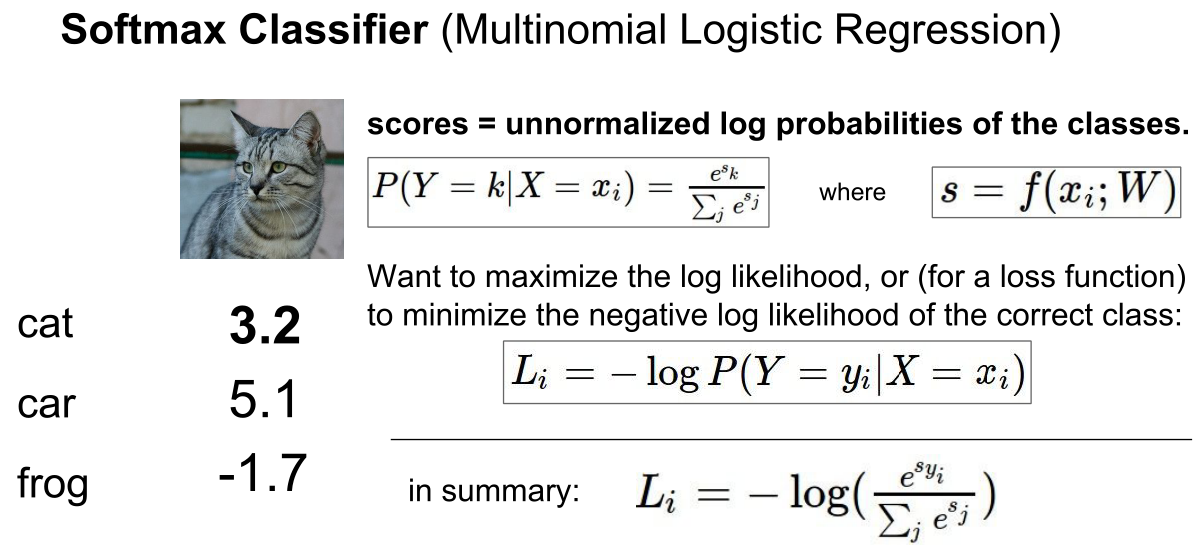 Softmax Classifier (Multinomial Logistic Regression)
scores = unnormalized log probabilities of the classes.
P(Y = k|X = x_i) = \frac{e^{s_k}}{\sum_j e^{s_j}} where s = f(x_i; W)
Want to maximize the log likelihood, or (for a loss function)
to minimize the negative log likelihood of the correct class:
L_i = − log P(Y = y_i|X = x_i)
in summary: L_i = − log(\frac{e^{s_{y_i}}}{\sum_j e^{s_j}})
cat 3.2
car 5.1
frog -1.7